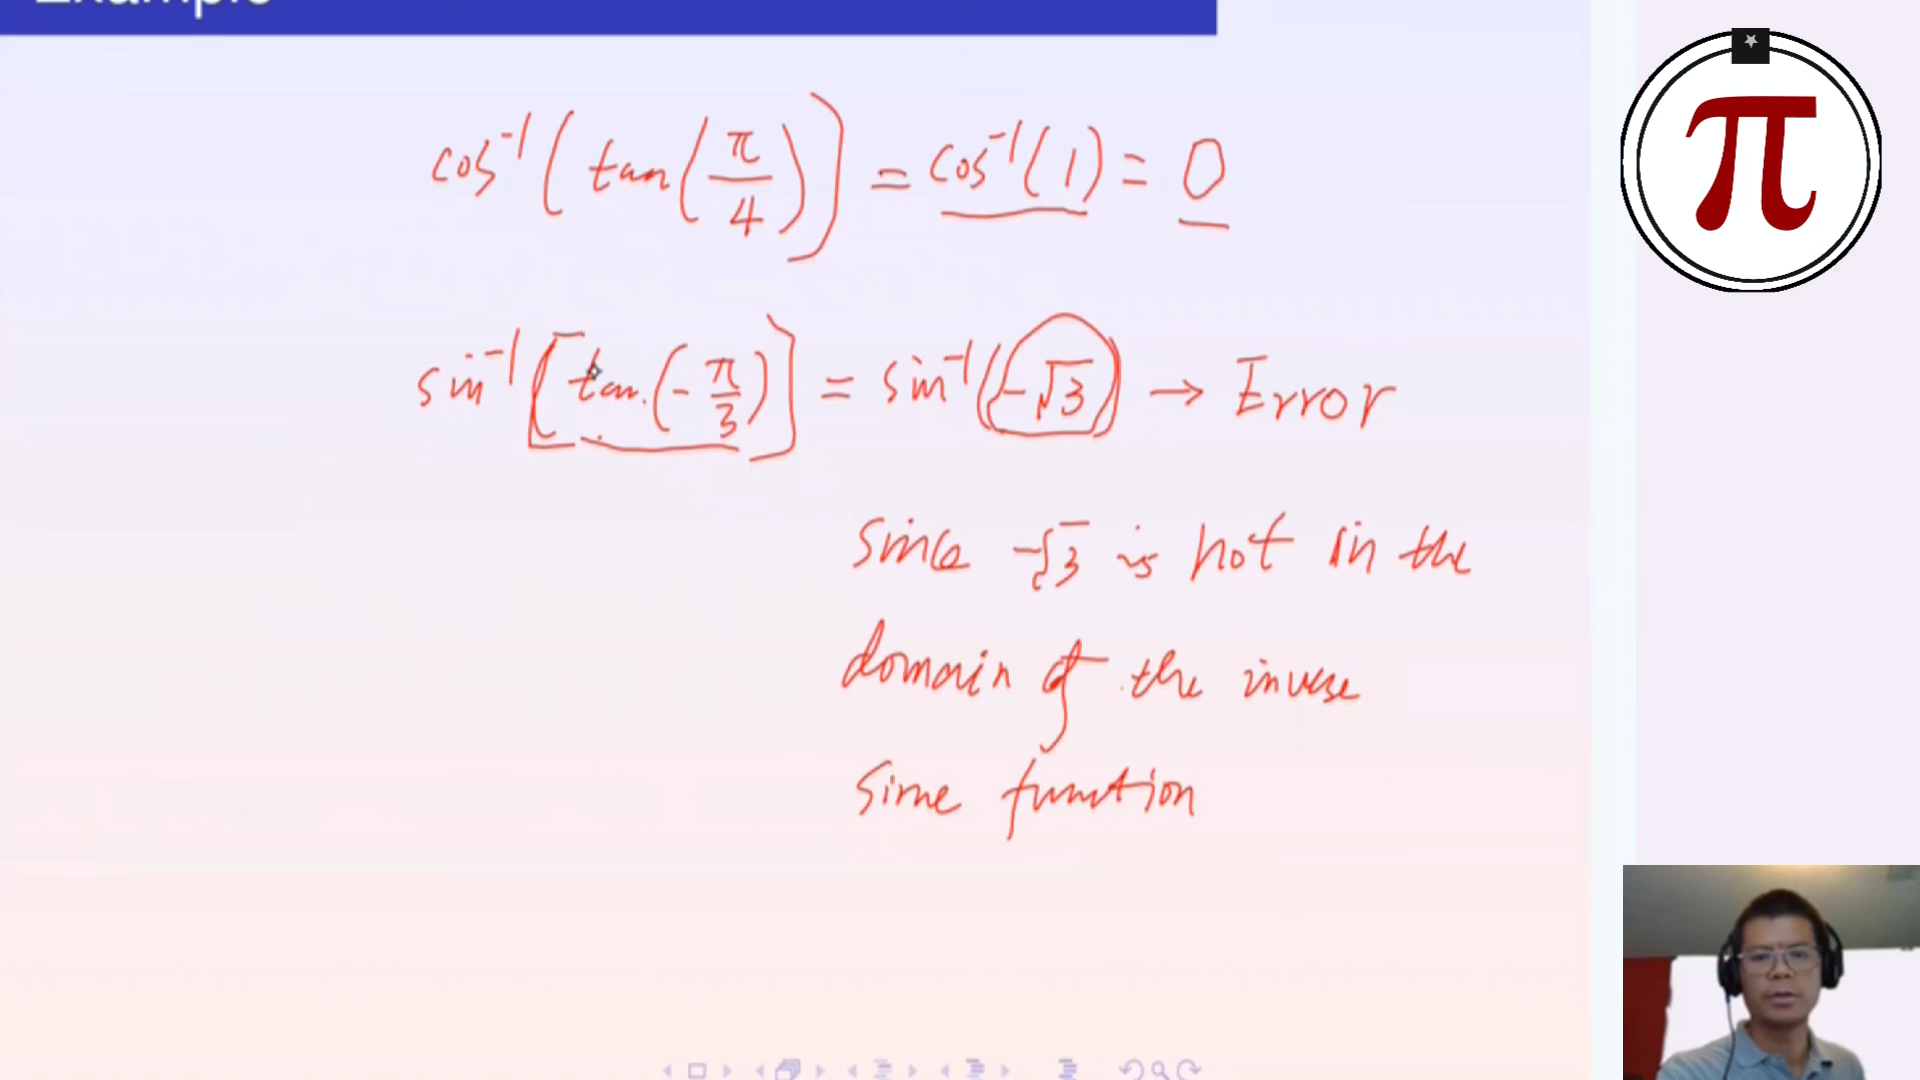 Example
cos⁻¹(tan(π/4)) = cos⁻¹(1) = 0
sin⁻¹[tan(-π/3)] = sin⁻¹(-√3) → Error
since -√3 is not in the
domain of the inverse
sine function
π